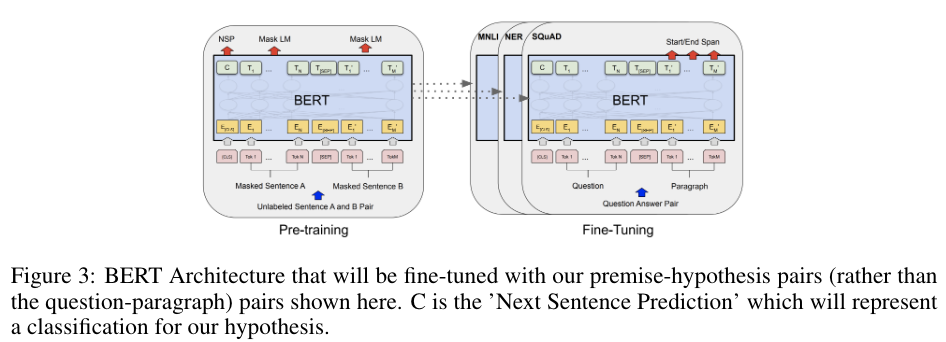 NSP Mask LM Mask LM
C T1 ... TN T[SEP] T1' ... TM'
BERT
E[CLS] E1 ... EN E[SEP] E1' ... EM'
[CLS] Tok 1 ... Tok N [SEP] Tok 1 ... TokM
Masked Sentence A Masked Sentence B
Unlabeled Sentence A and B Pair
Pre-training
MNLI NER SQuAD
Start/End Span
C T1 ... TN T[SEP] T1' ... TM'
BERT
E[CLS] E1 ... EN E[SEP] E1' ... EM'
[CLS] Tok 1 ... Tok N [SEP] Tok 1 ... TokM
Question Paragraph
Question Answer Pair
Fine-Tuning
Figure 3: BERT Architecture that will be fine-tuned with our premise-hypothesis pairs (rather than
the question-paragraph) pairs shown here. C is the 'Next Sentence Prediction' which will represent
a classification for our hypothesis.